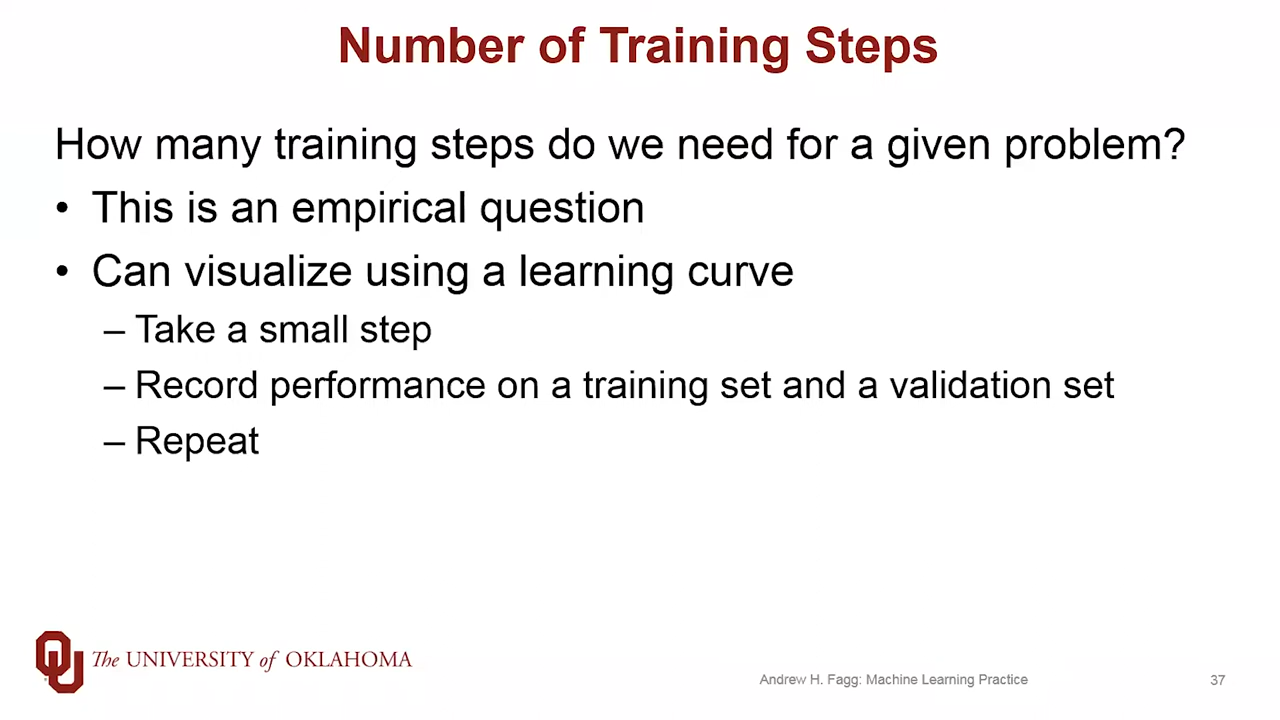 Number of Training Steps
How many training steps do we need for a given problem?
• This is an empirical question
• Can visualize using a learning curve
– Take a small step
– Record performance on a training set and a validation set
– Repeat
The UNIVERSITY of OKLAHOMA
Andrew H. Fagg: Machine Learning Practice
37